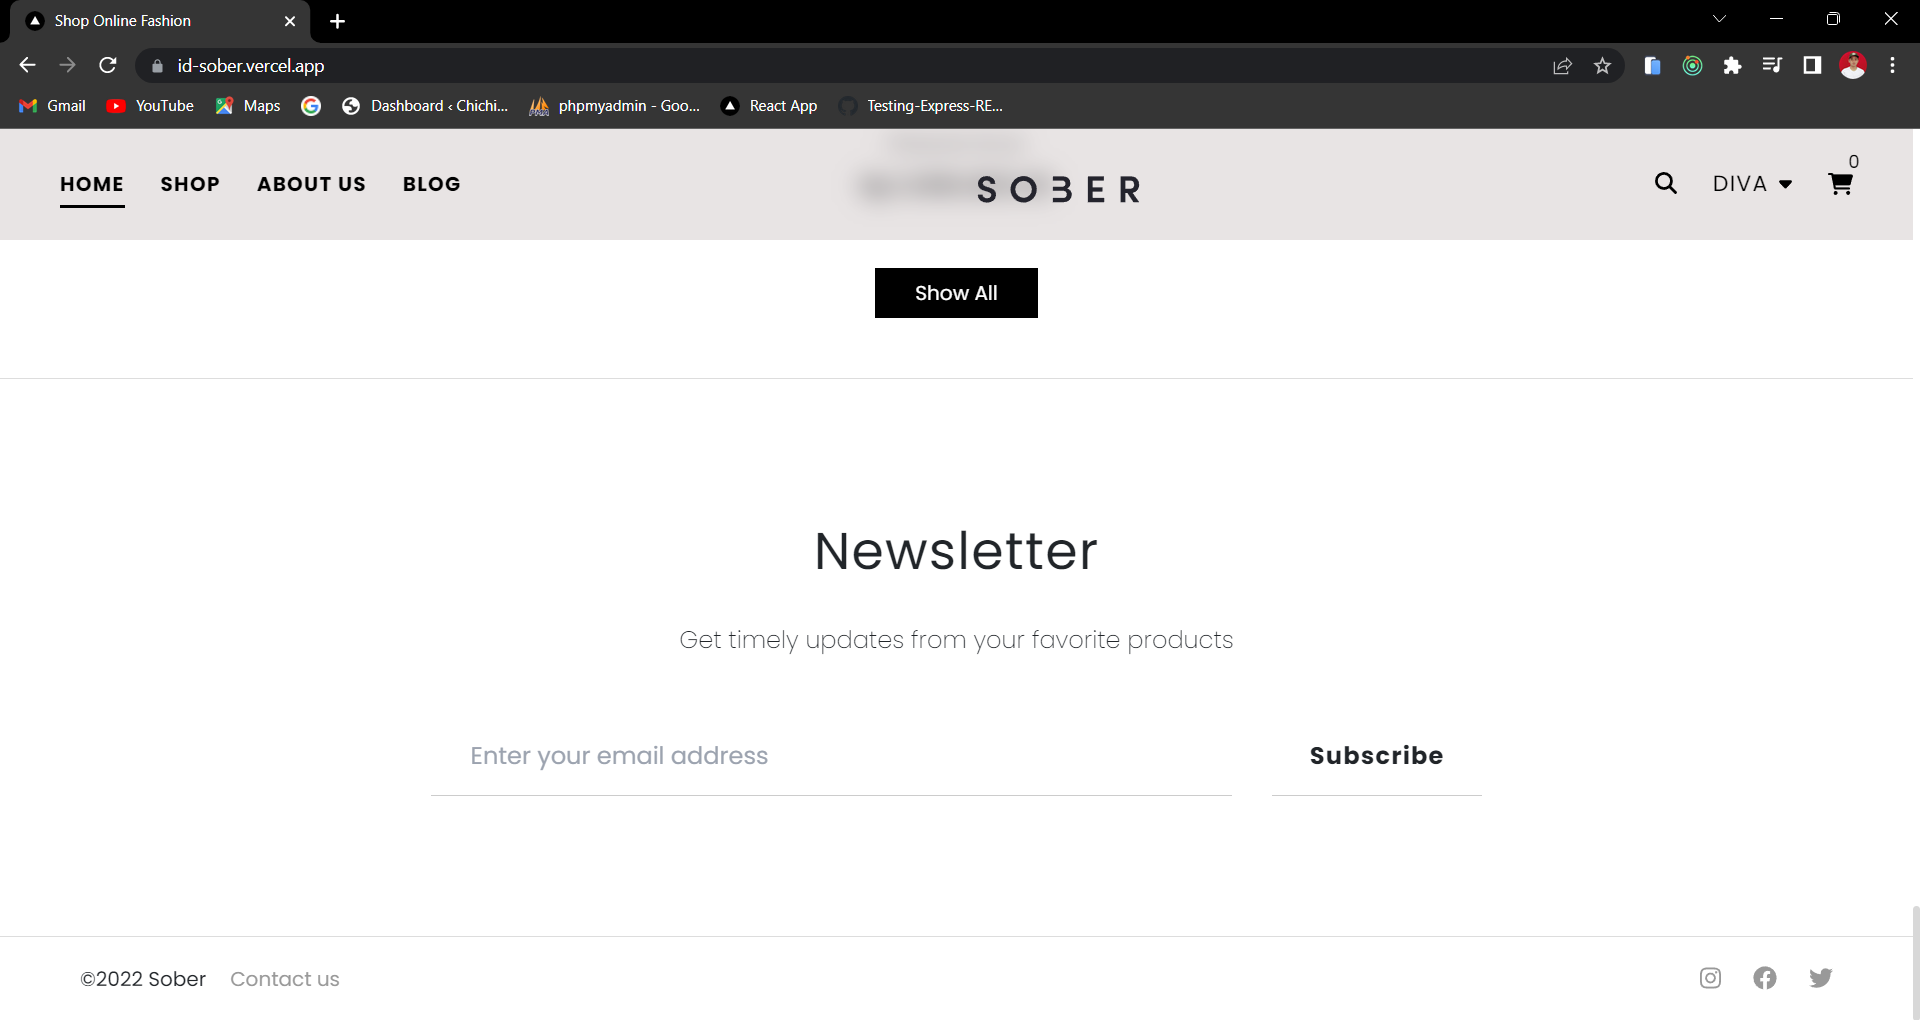 Shop Online Fashion
id-sober.vercel.app
Gmail YouTube Maps Dashboard ‹ Chichi... phpmyadmin - Goo... React App Testing-Express-RE...
0
HOME SHOP ABOUT US BLOG SOBER DIVA
Show All
Newsletter
Get timely updates from your favorite products
Enter your email address Subscribe
©2022 Sober Contact us